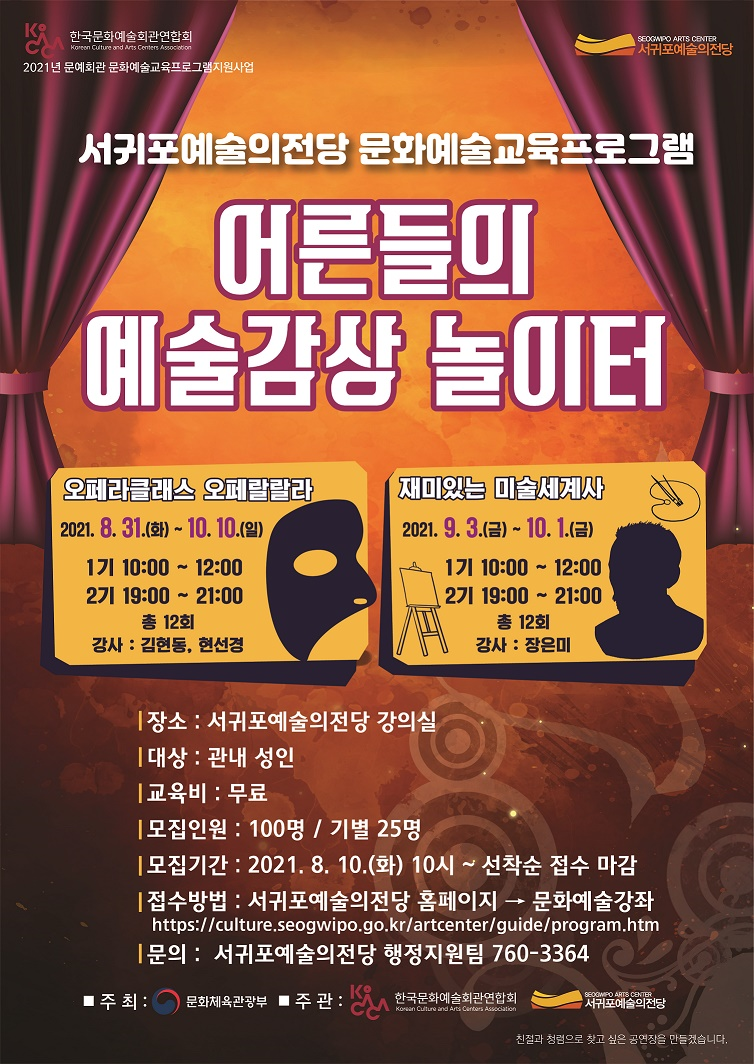 KoCACA
한국문화예술회관연합회
Korean Culture and Arts Centers Association
2021년 문예회관 문화예술교육프로그램지원사업
SEOGWIPO ARTS CENTER
서귀포예술의전당
서귀포예술의전당 문화예술교육프로그램
어른들의
예술감상 놀이터
오페라클래스 오페랄랄라
2021. 8. 31.(화) ~ 10. 10.(일)
1기 10:00 ~ 12:00
2기 19:00 ~ 21:00
총 12회
강사 : 김현동, 현선경
재미있는 미술세계사
2021. 9. 3.(금) ~ 10. 1.(금)
1기 10:00 ~ 12:00
2기 19:00 ~ 21:00
총 12회
강사 : 장은미
장소 : 서귀포예술의전당 강의실
대상 : 관내 성인
교육비 : 무료
모집인원 : 100명 / 기별 25명
모집기간 : 2021. 8. 10.(화) 10시 ~ 선착순 접수 마감
접수방법 : 서귀포예술의전당 홈페이지 → 문화예술강좌
https://culture.seogwipo.go.kr/artcenter/guide/program.htm
문의 : 서귀포예술의전당 행정지원팀 760-3364
■ 주 최 : 문화체육관광부 ■ 주 관 : KoCACA 한국문화예술회관연합회 Korean Culture and Arts Centers Association SEOGWIPO ARTS CENTER 서귀포예술의전당
친절과 청렴으로 찾고 싶은 공연장을 만들겠습니다.